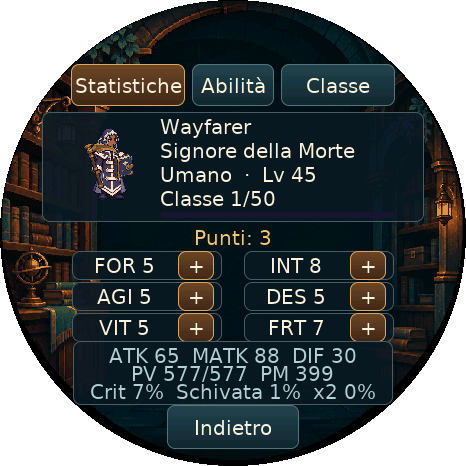 Statistiche Abilità Classe
Wayfarer
Signore della Morte
Umano · Lv 45
Classe 1/50
Punti: 3
FOR 5 + INT 8 +
AGI 5 + DES 5 +
VIT 5 + FRT 7 +
ATK 65 MATK 88 DIF 30
PV 577/577 PM 399
Crit 7% Schivata 1% x2 0%
Indietro